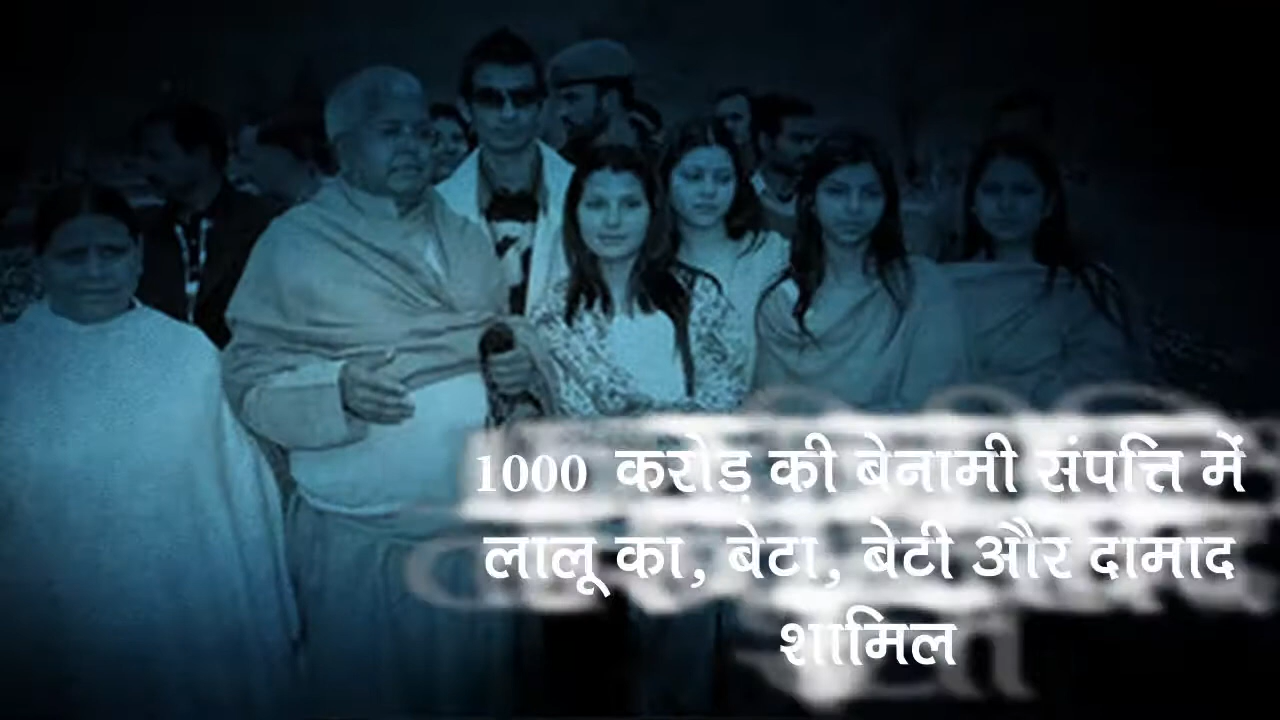 1000 करोड़ की बेनामी संपत्ति में
लालू का, बेटा, बेटी और दामाद
शामिल